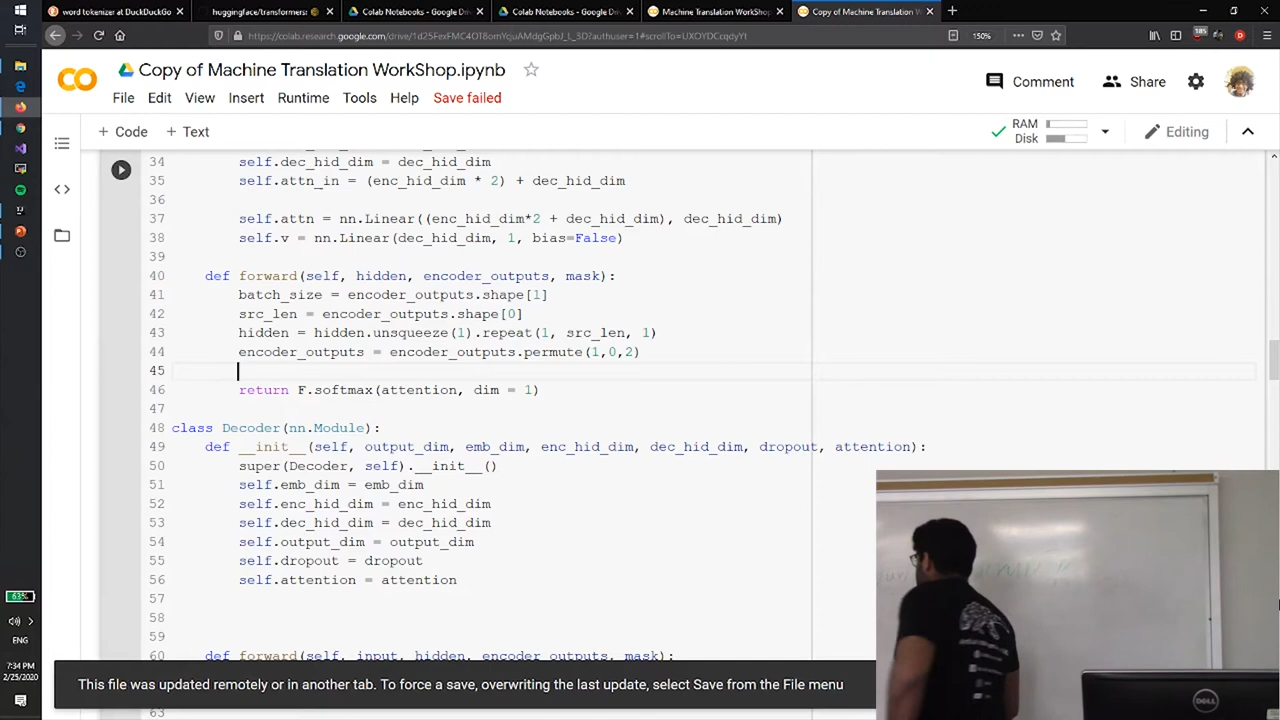 word tokenizer at DuckDuckGo
huggingface/transformers:
Colab Notebooks - Google Dri
Colab Notebooks - Google Driv
Machine Translation WorkShop.
Copy of Machine Translation W
150%
CO
Copy of Machine Translation WorkShop.ipynb
Comment
Share
File Edit View Insert Runtime Tools Help Save failed
+ Code + Text
RAM
Disk
Editing
34 self.dec_hid_dim = dec_hid_dim
35 self.attn_in = (enc_hid_dim * 2) + dec_hid_dim
36
37 self.attn = nn.Linear((enc_hid_dim*2 + dec_hid_dim), dec_hid_dim)
38 self.v = nn.Linear(dec_hid_dim, 1, bias=False)
39
40 def forward(self, hidden, encoder_outputs, mask):
41 batch_size = encoder_outputs.shape[1]
42 src_len = encoder_outputs.shape[0]
43 hidden = hidden.unsqueeze(1).repeat(1, src_len, 1)
44 encoder_outputs = encoder_outputs.permute(1,0,2)
45
46 return F.softmax(attention, dim = 1)
47
48 class Decoder(nn.Module):
49 def __init__(self, output_dim, emb_dim, enc_hid_dim, dec_hid_dim, dropout, attention):
50 super(Decoder, self).__init__()
51 self.emb_dim = emb_dim
52 self.enc_hid_dim = enc_hid_dim
53 self.dec_hid_dim = dec_hid_dim
54 self.output_dim = output_dim
55 self.dropout = dropout
56 self.attention = attention
57
58
59
60 def forward(self, input, hidden, encoder_outputs, mask):
63
This file was updated remotely or in another tab. To force a save, overwriting the last update, select Save from the File menu
63%
ENG
7:34 PM
2/25/2020
DELL